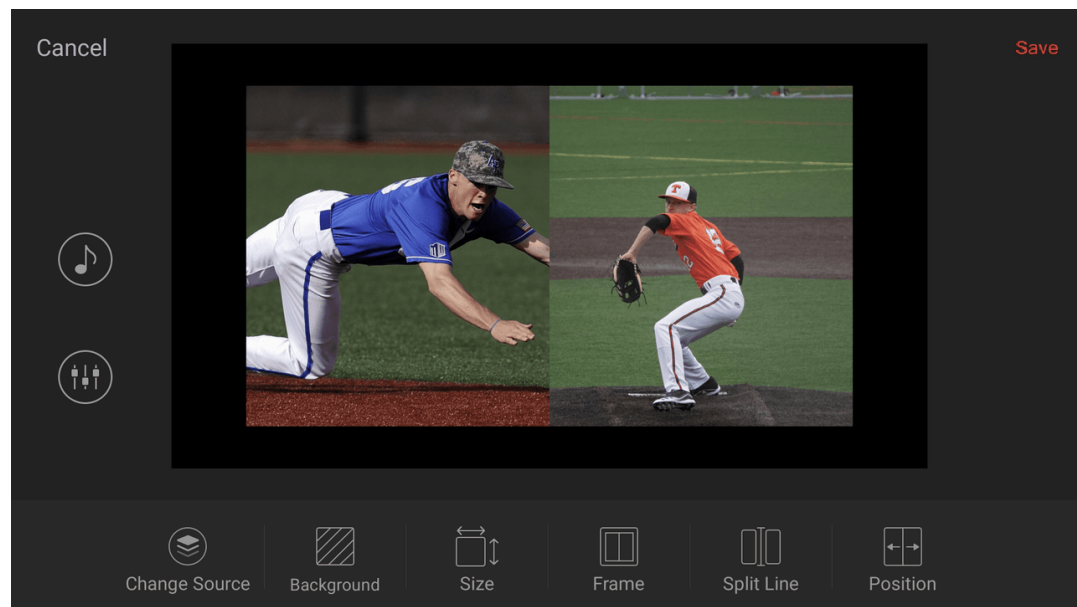 Cancel
Save
T
Change Source
Background
Size
Frame
Split Line
Position